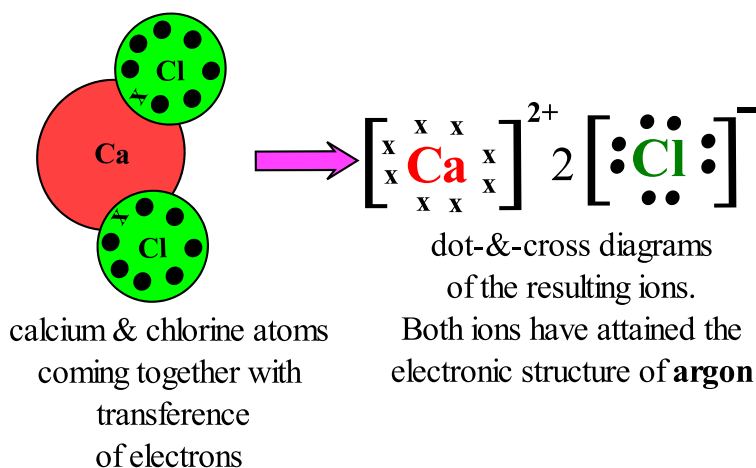 Cl
x
Ca
x
Cl
calcium & chlorine atoms
coming together with
transference
of electrons
[x x x x Ca x x x x]2+ 2[Cl]−
dot-&-cross diagrams
of the resulting ions.
Both ions have attained the
electronic structure of argon